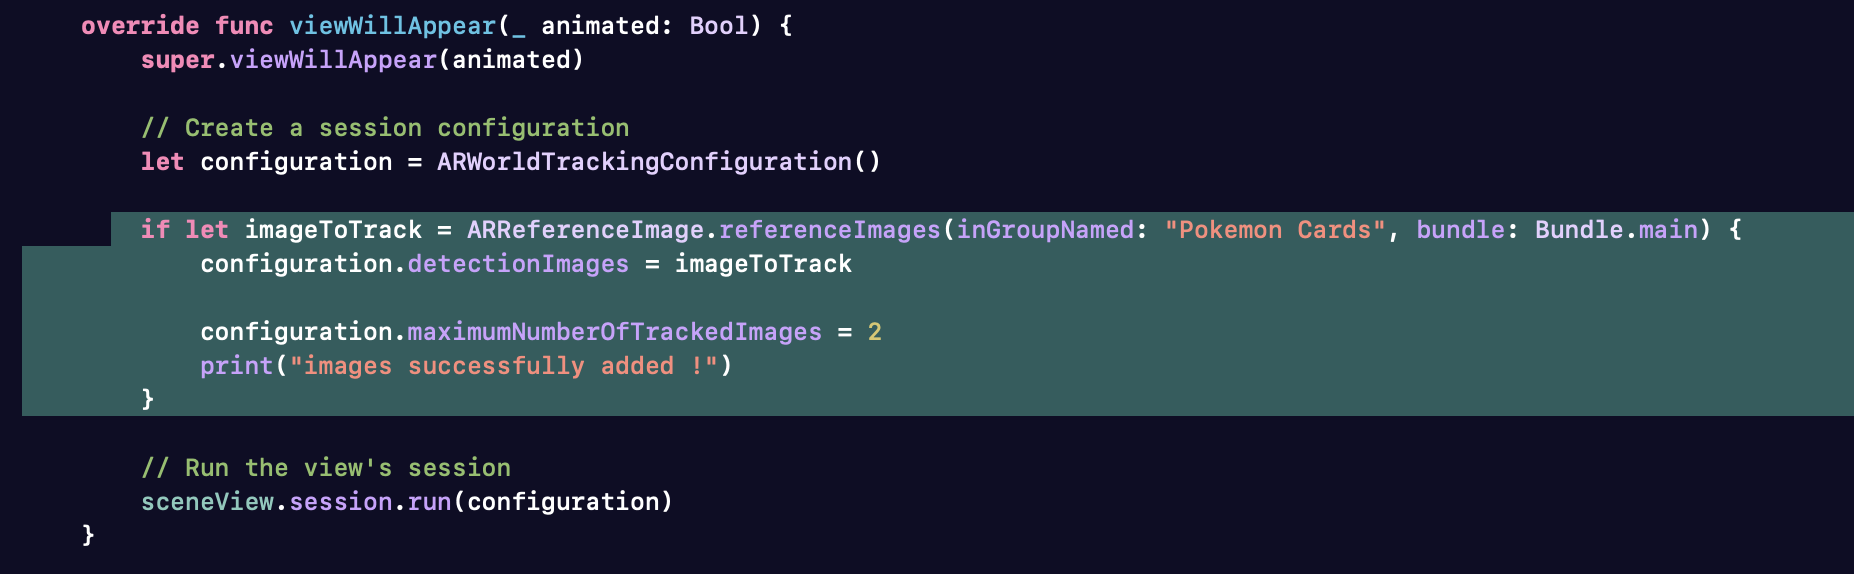 override func viewWillAppear(_ animated: Bool) {
super.viewWillAppear(animated)
// Create a session configuration
let configuration = ARWorldTrackingConfiguration()
if let imageToTrack = ARReferenceImage.referenceImages(inGroupNamed: "Pokemon Cards", bundle: Bundle.main) {
configuration.detectionImages = imageToTrack
configuration.maximumNumberOfTrackedImages = 2
print("images successfully added !")
}
// Run the view's session
sceneView.session.run(configuration)
}